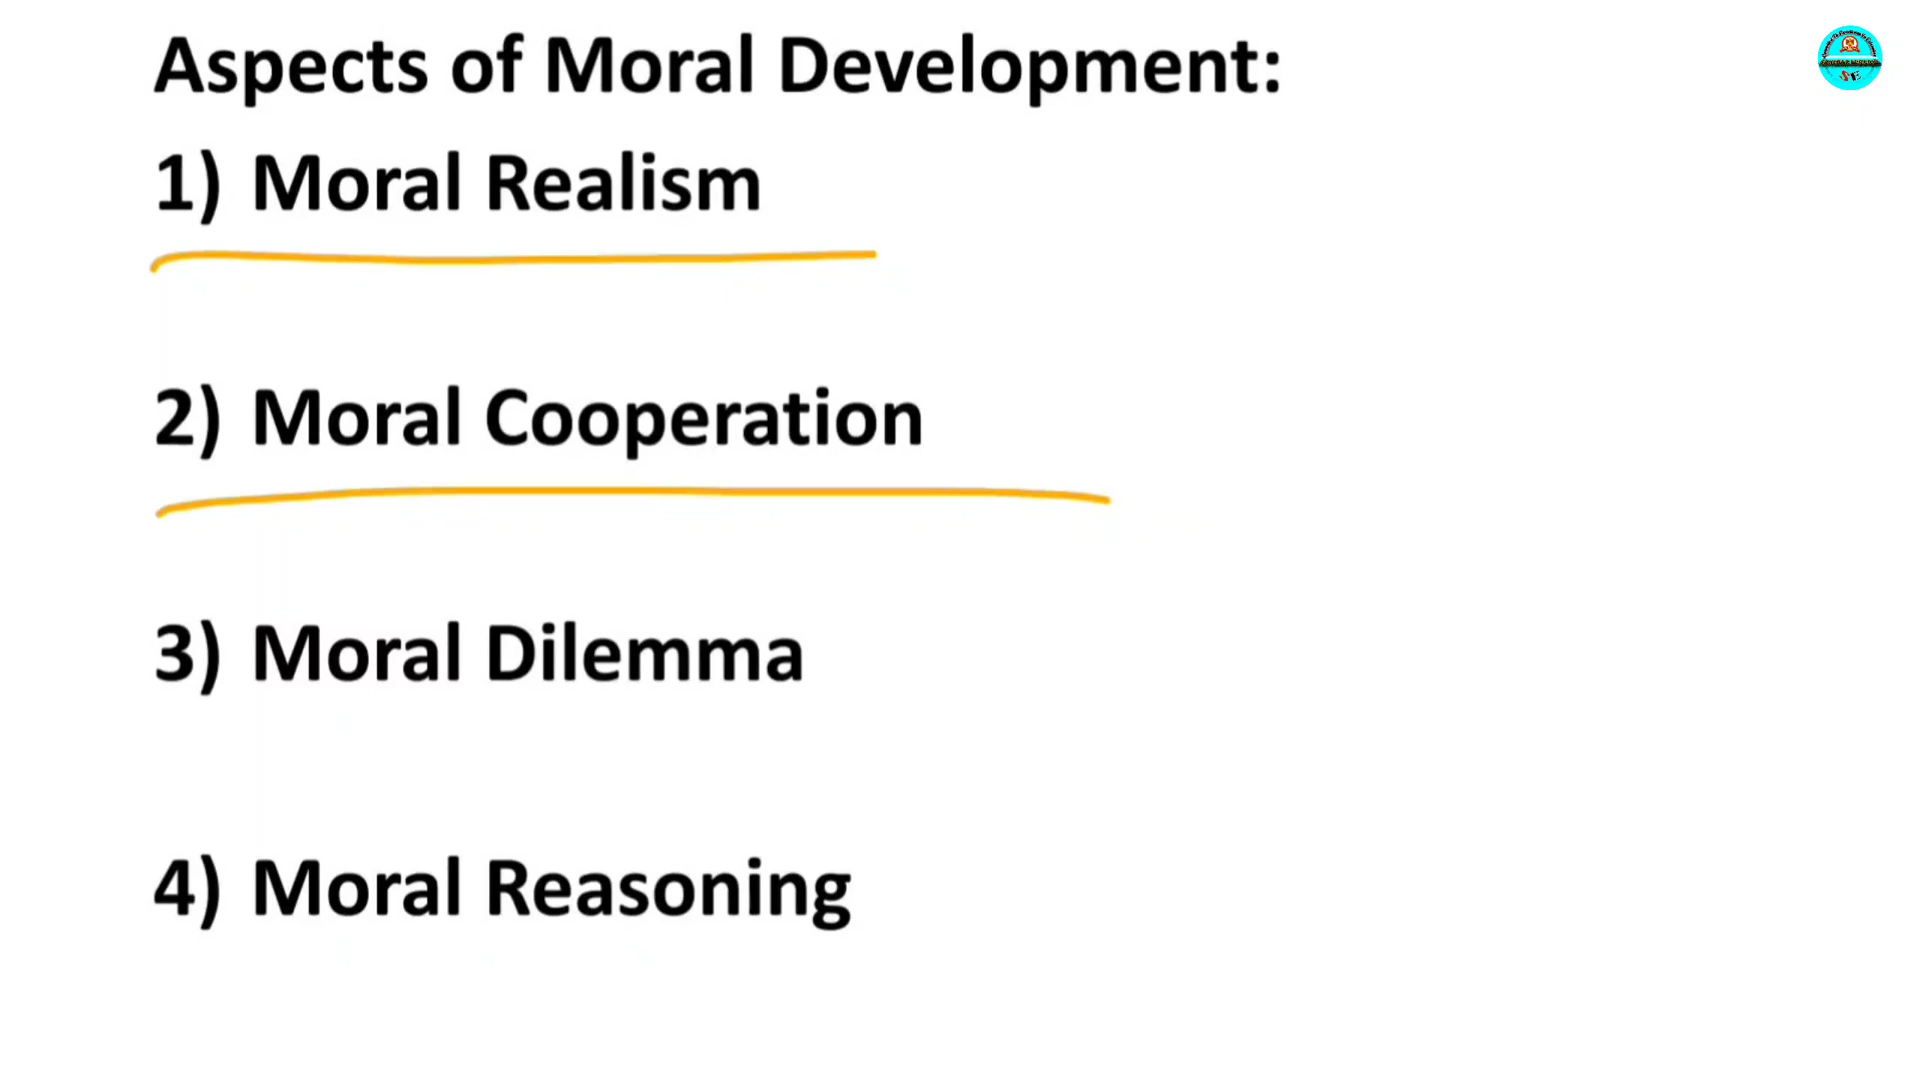 Aspects of Moral Development:
1) Moral Realism
2) Moral Cooperation
3) Moral Dilemma
4) Moral Reasoning